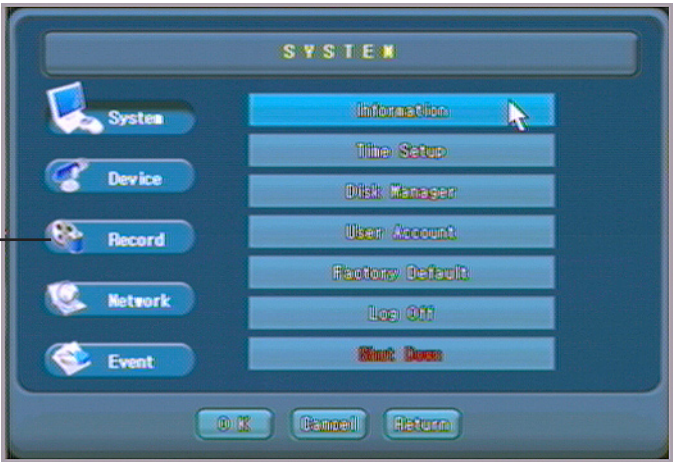 SYSTEM
System
Device
Record
Network
Event
Information
Time Setup
Disk Manager
User Account
Factory Default
Log Off
Shut Down
OK Cancel Return